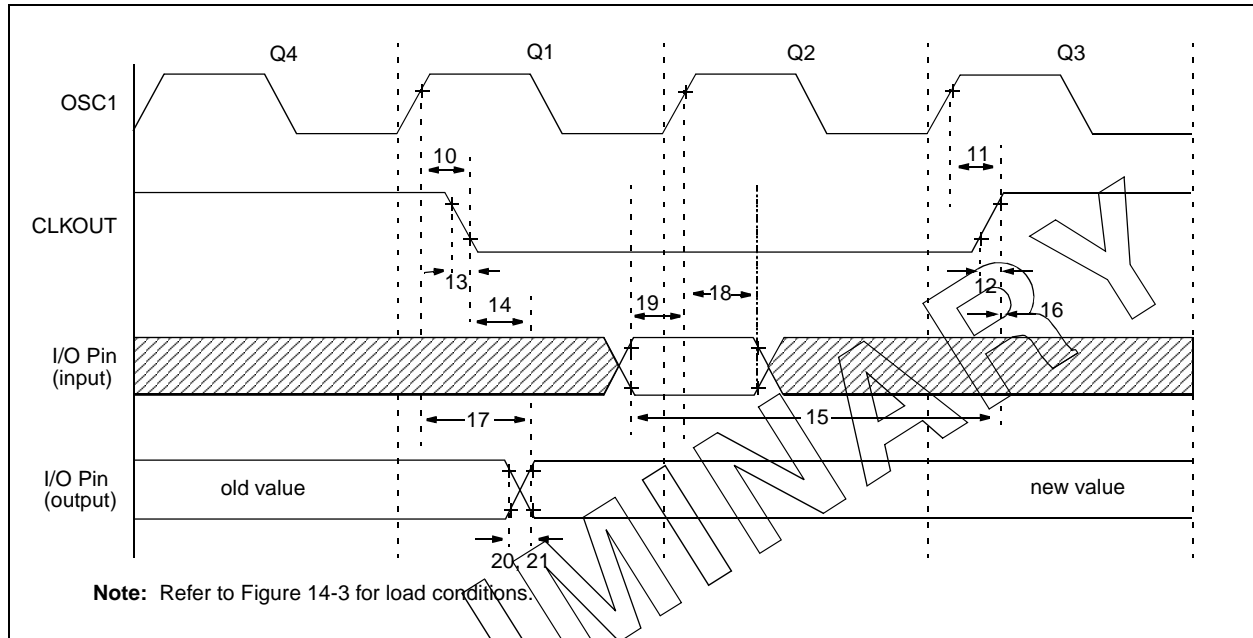 Q4 Q1 Q2 Q3
OSC1
10 11
CLKOUT
13 12
14 19 18 16
I/O Pin
(input)
17 15
I/O Pin
(output)
old value new value
20, 21
Note: Refer to Figure 14-3 for load conditions.
IMINARY